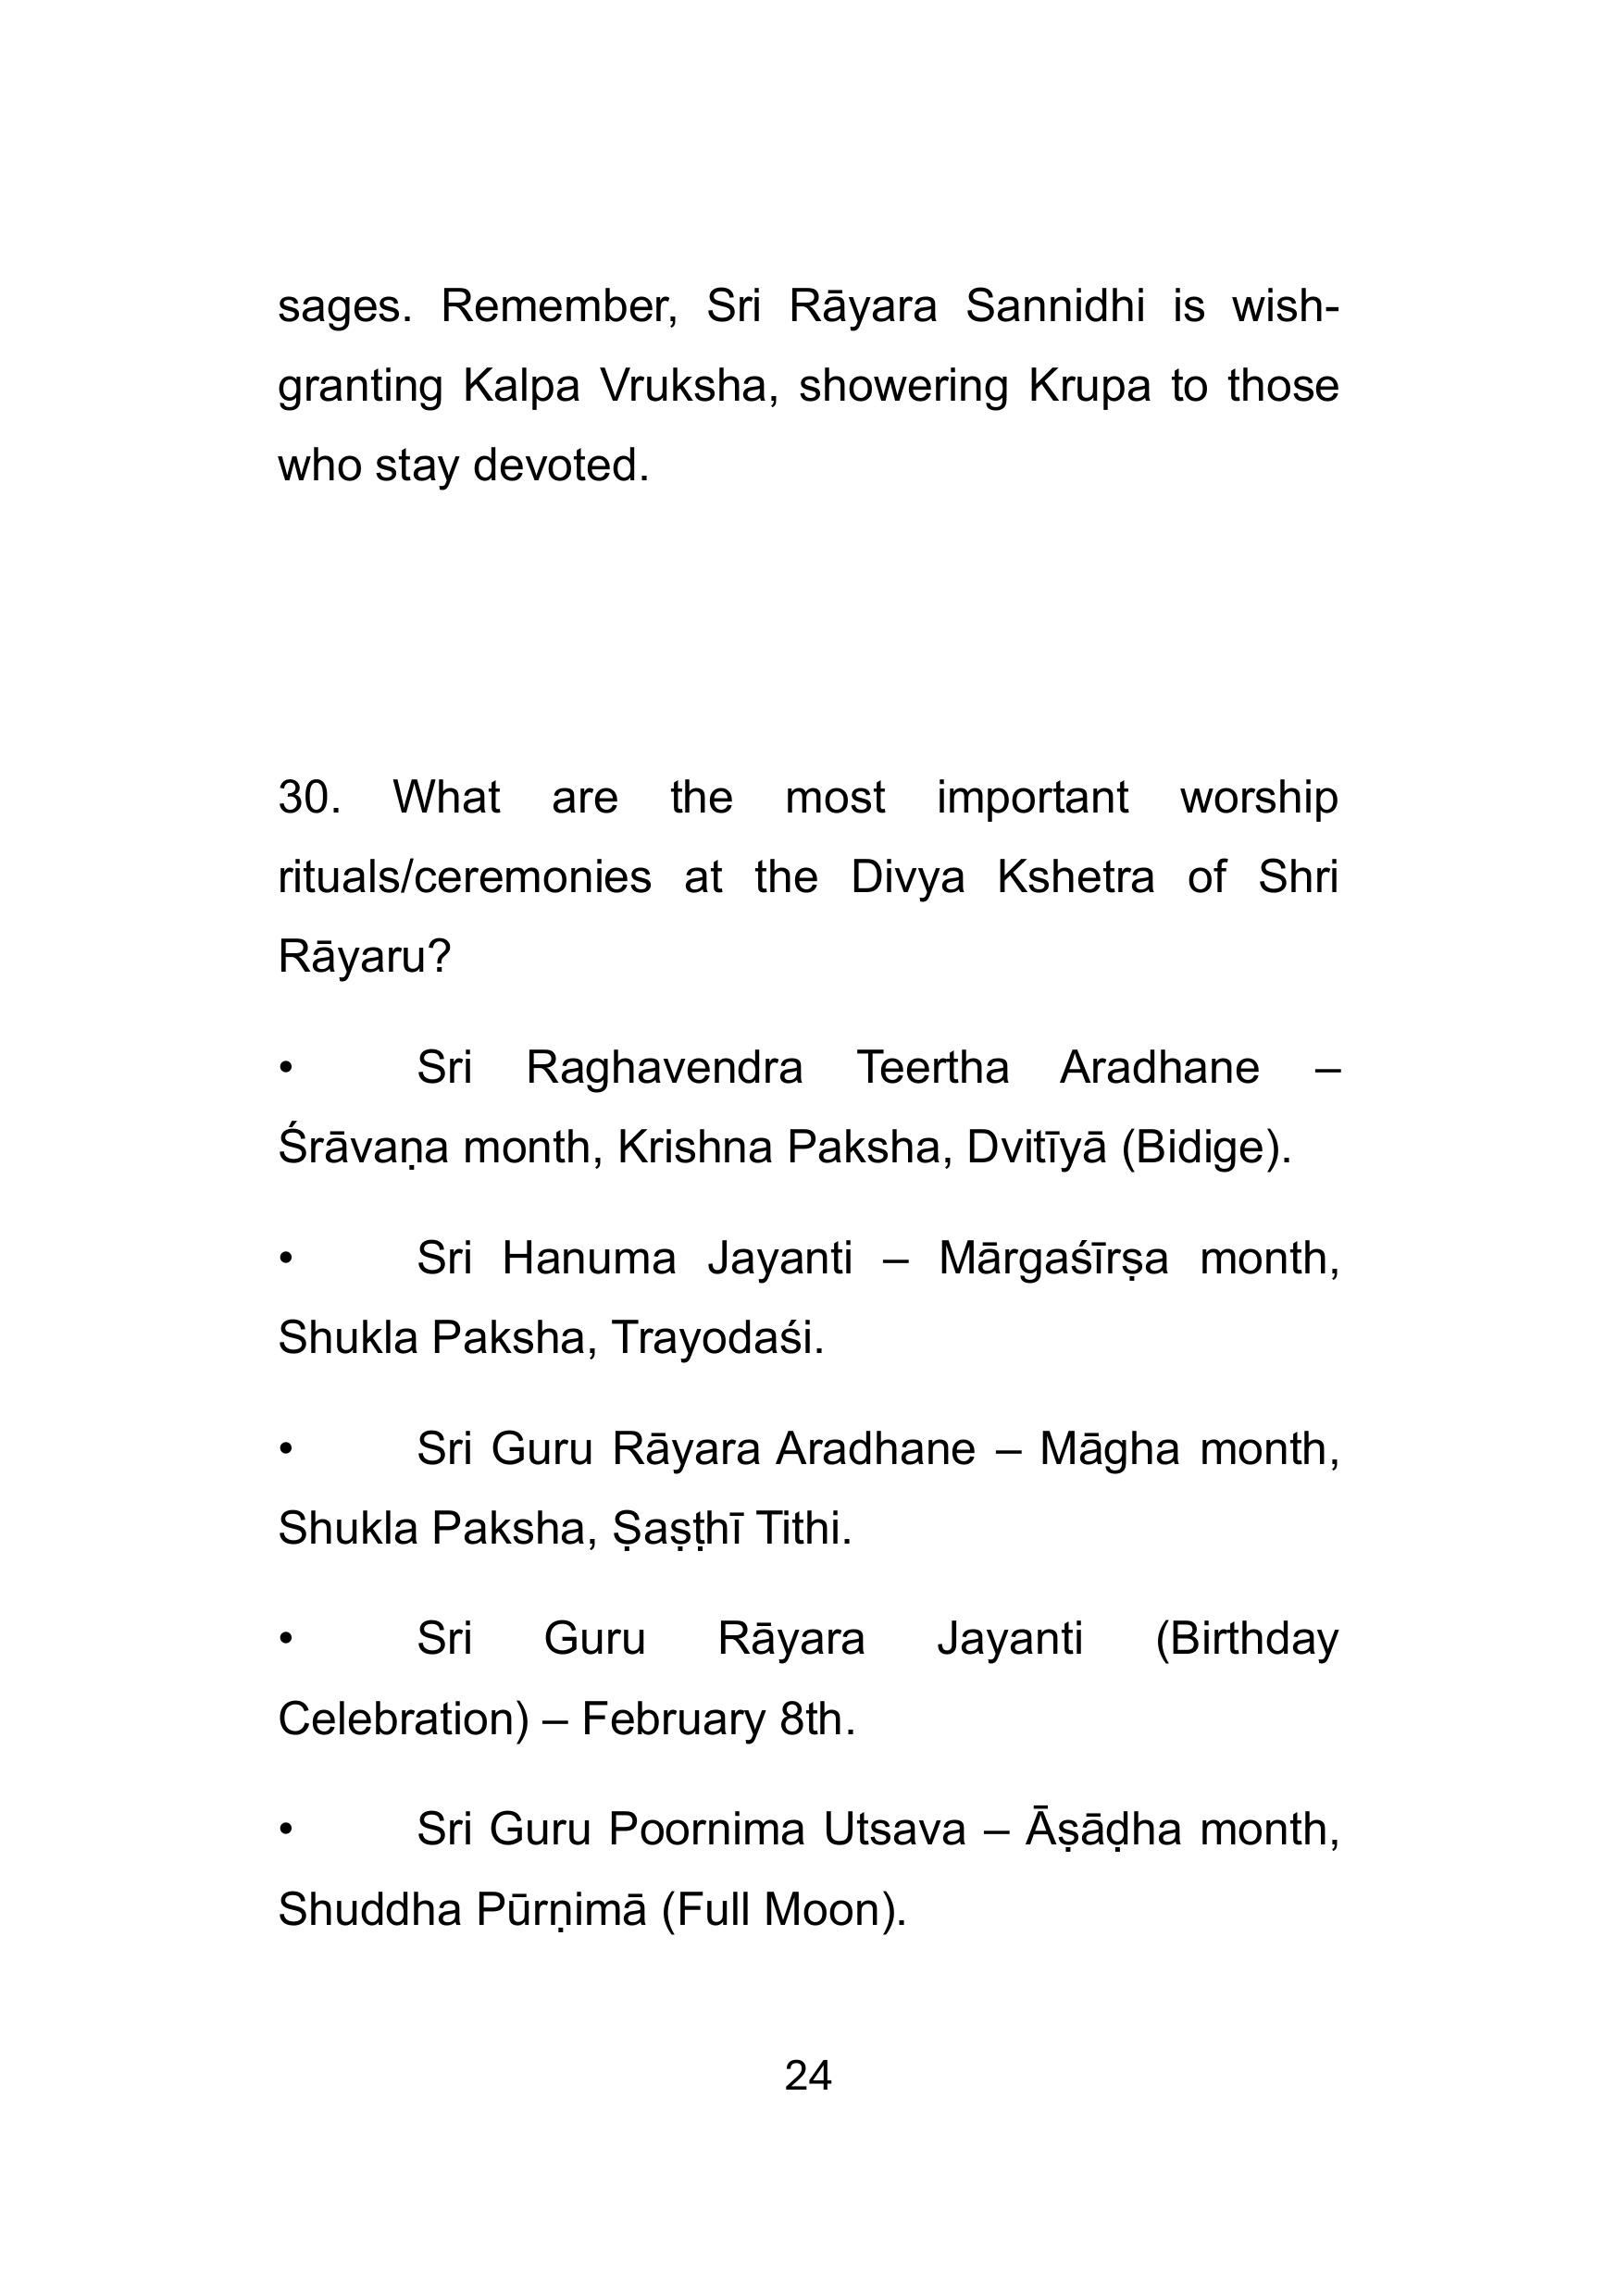 sages. Remember, Sri Rāyara Sannidhi is wish-
granting Kalpa Vruksha, showering Krupa to those
who stay devoted.
30. What are the most important worship
rituals/ceremonies at the Divya Kshetra of Shri
Rāyaru?
• Sri Raghavendra Teertha Aradhane –
Śrāvaṇa month, Krishna Paksha, Dvitīyā (Bidige).
• Sri Hanuma Jayanti – Mārgaśīrṣa month,
Shukla Paksha, Trayodaśi.
• Sri Guru Rāyara Aradhane – Māgha month,
Shukla Paksha, Ṣaṣṭhī Tithi.
• Sri Guru Rāyara Jayanti (Birthday
Celebration) – February 8th.
• Sri Guru Poornima Utsava – Āṣāḍha month,
Shuddha Pūrṇimā (Full Moon).
24